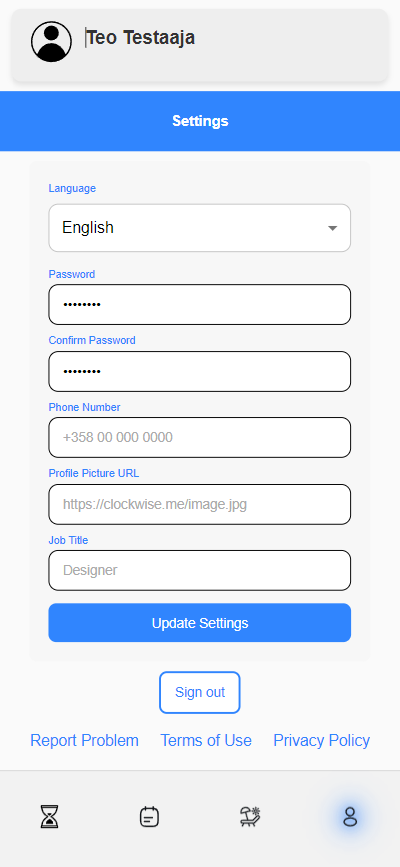 Teo Testaaja
Settings
Language
English
Password
••••••••
Confirm Password
••••••••
Phone Number
+358 00 000 0000
Profile Picture URL
https://clockwise.me/image.jpg
Job Title
Designer
Update Settings
Sign out
Report Problem Terms of Use Privacy Policy